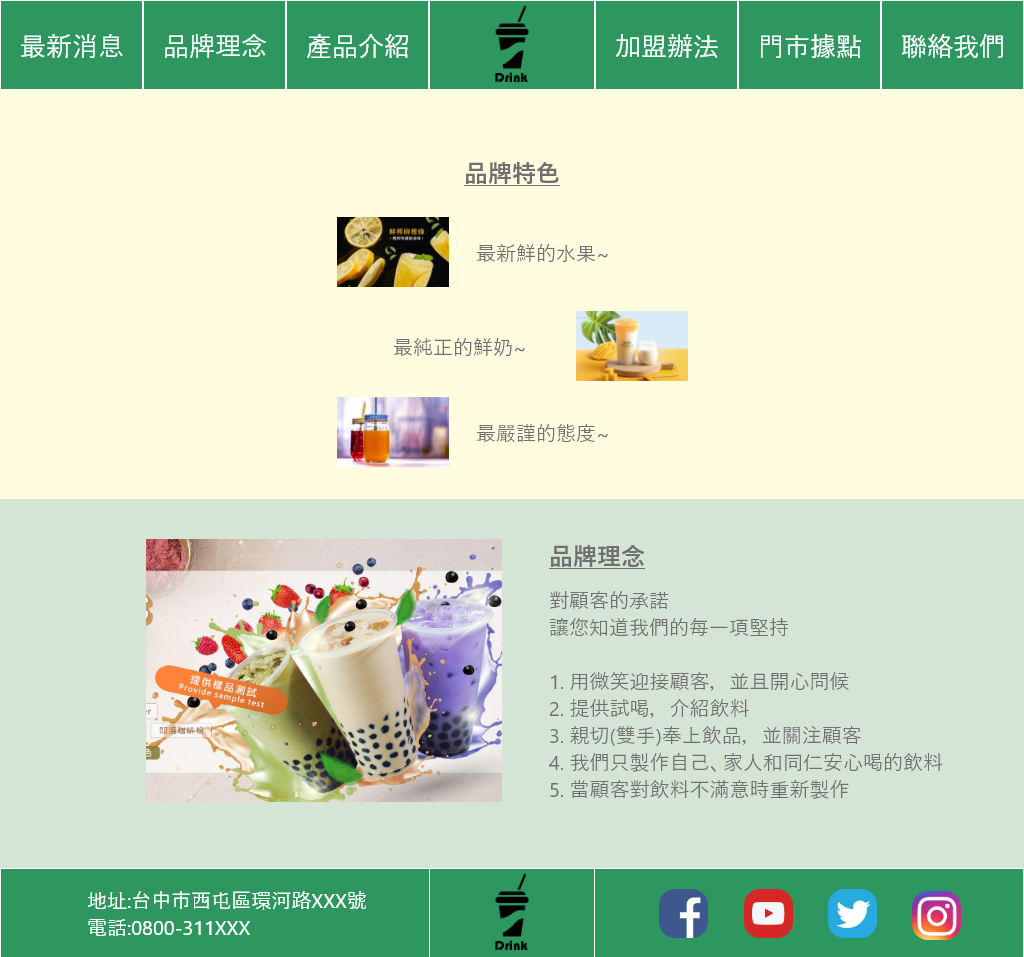 最新消息
品牌理念
產品介紹
Drink
加盟辦法
門市據點
聯絡我們
品牌特色
鮮榨柳橙綠
最新鮮的水果~
最純正的鮮奶~
最嚴謹的態度~
品牌理念
對顧客的承諾
讓您知道我們的每一項堅持
1. 用微笑迎接顧客，並且開心問候
2. 提供試喝，介紹飲料
3. 親切(雙手)奉上飲品，並關注顧客
4. 我們只製作自己、家人和同仁安心喝的飲料
5. 當顧客對飲料不滿意時重新製作
提供樣品測試
Provide sample test
er
即溶咖啡粉
色
地址:台中市西屯區環河路XXX號
電話:0800-311XXX
Drink